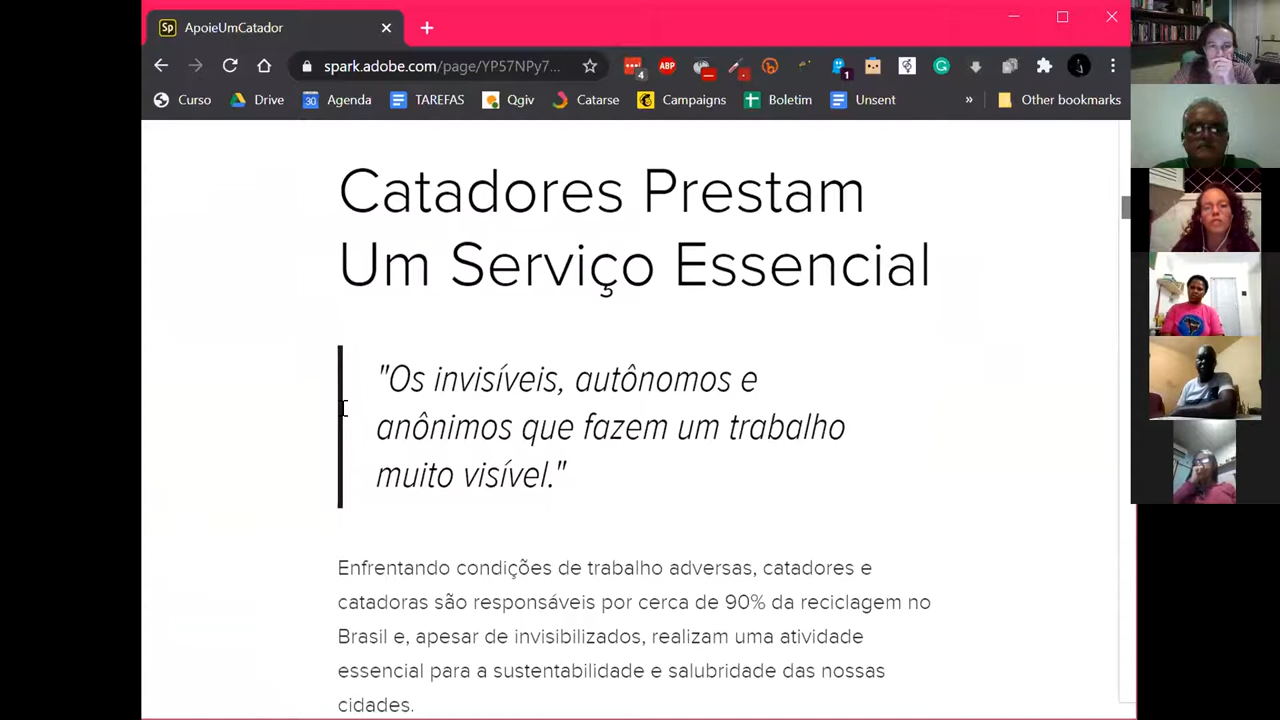 ApoieUmCatador
spark.adobe.com/page/YP57NPy7...
4
ABP
1
Curso
Drive
Agenda
TAREFAS
Qgiv
Catarse
Campaigns
Boletim
Unsent
»
Other bookmarks
Catadores Prestam
Um Serviço Essencial
"Os invisíveis, autônomos e
anônimos que fazem um trabalho
muito visível."
Enfrentando condições de trabalho adversas, catadores e
catadoras são responsáveis por cerca de 90% da reciclagem no
Brasil e, apesar de invisibilizados, realizam uma atividade
essencial para a sustentabilidade e salubridade das nossas
cidades.